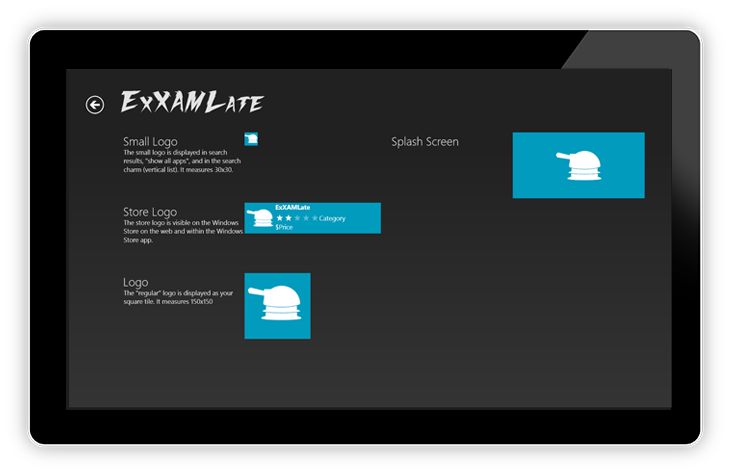 ExXAMLate
Small Logo
The small logo is displayed in search
results, "show all apps", and in the search
charm (vertical list). It measures 30x30.
Splash Screen
Store Logo
The store logo is visible on the Windows
Store on the web and within the Windows
Store app.
ExXAMLate
Category
$Price
Logo
The "regular" logo is displayed as your
square tile. It measures 150x150